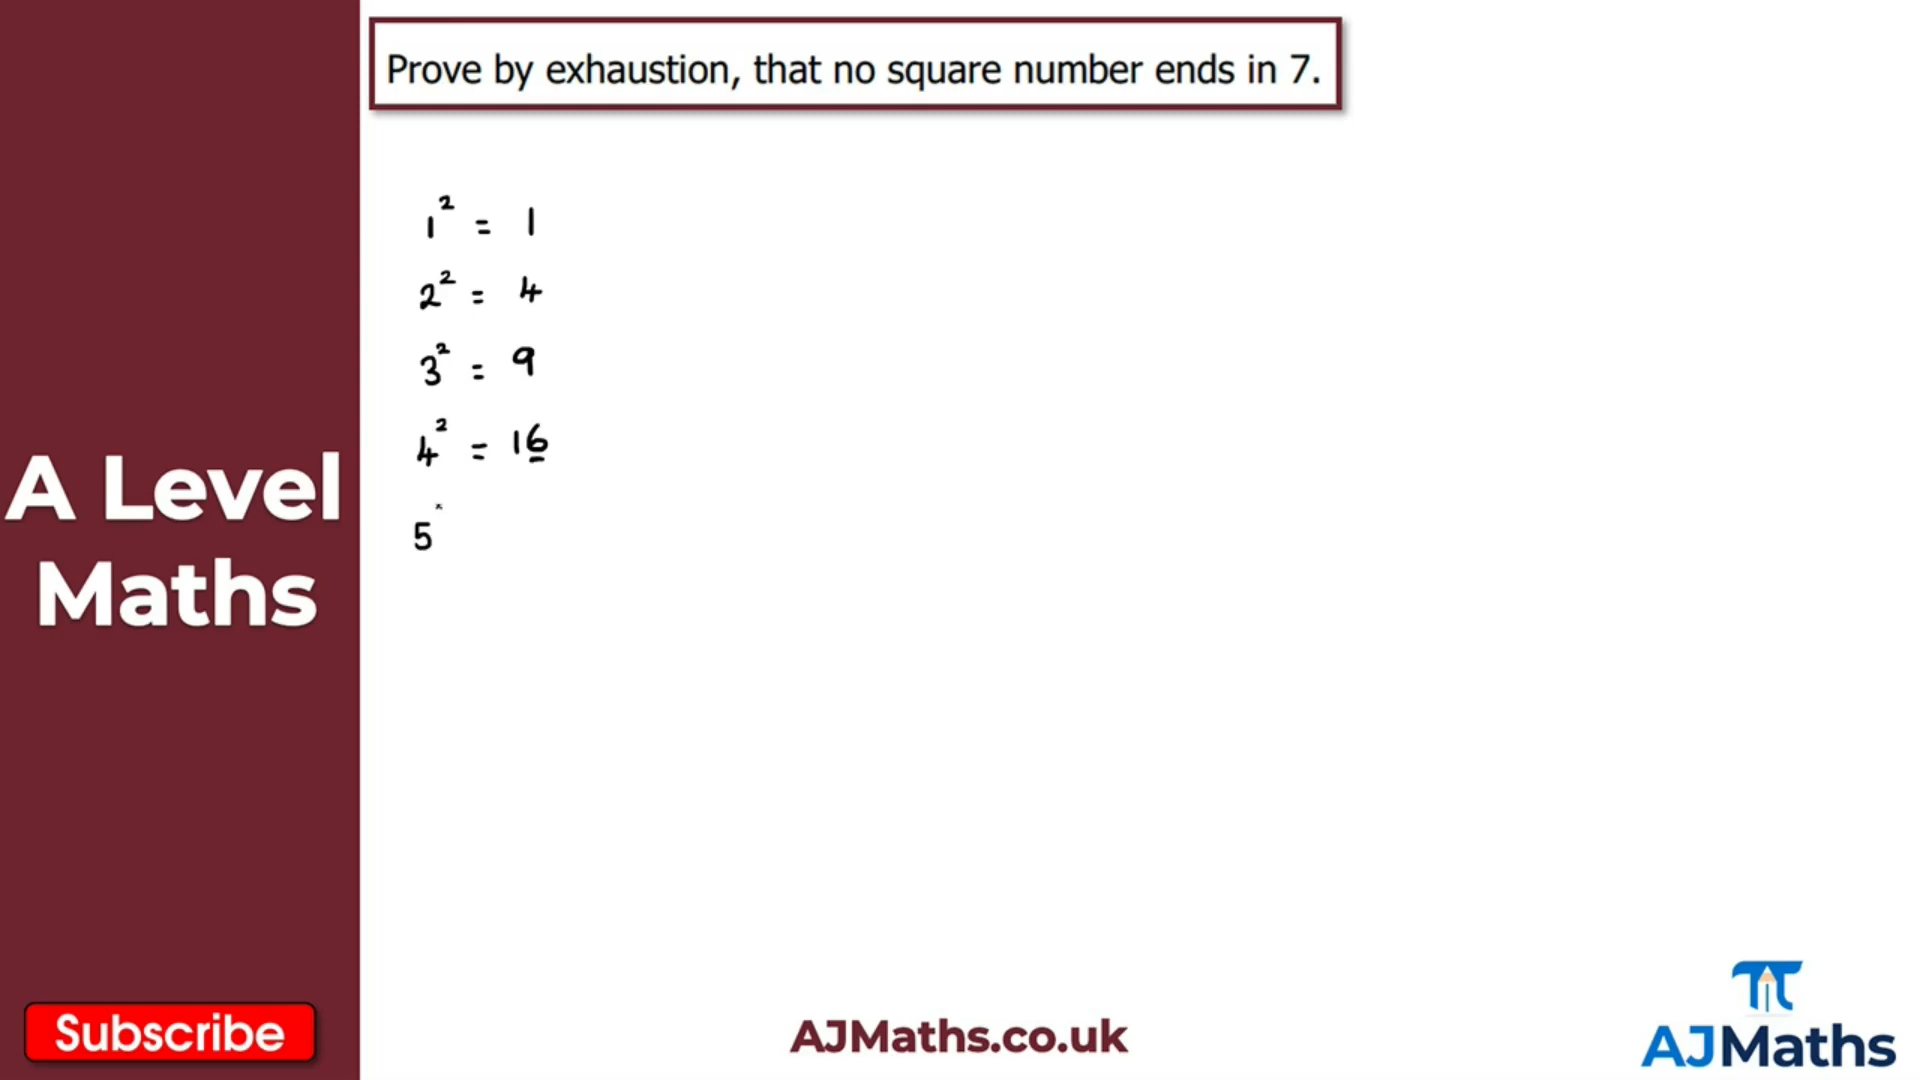 Prove by exhaustion, that no square number ends in 7.
1² = 1
2² = 4
3² = 9
4² = 16
5
A Level
Maths
Subscribe
AJMaths.co.uk
AJMaths